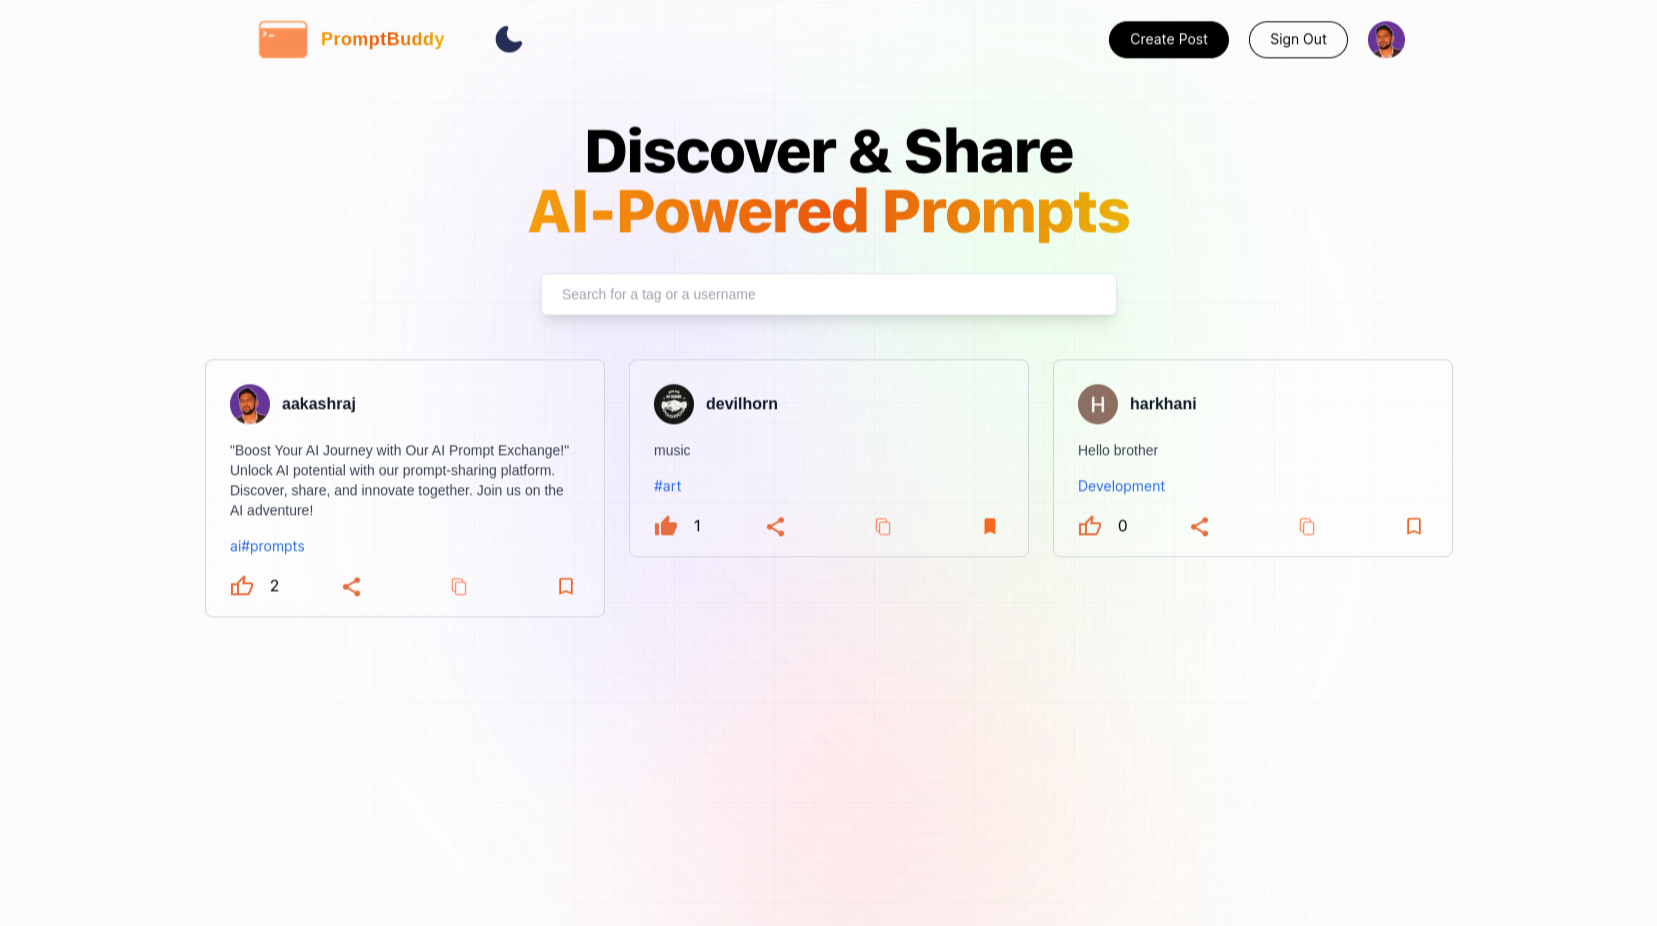 PromptBuddy
Create Post
Sign Out
Discover & Share
AI-Powered Prompts
Search for a tag or a username
aakashraj
"Boost Your AI Journey with Our AI Prompt Exchange!"
Unlock AI potential with our prompt-sharing platform.
Discover, share, and innovate together. Join us on the
AI adventure!
ai#prompts
2
devilhorn
music
#art
1
H
harkhani
Hello brother
Development
0